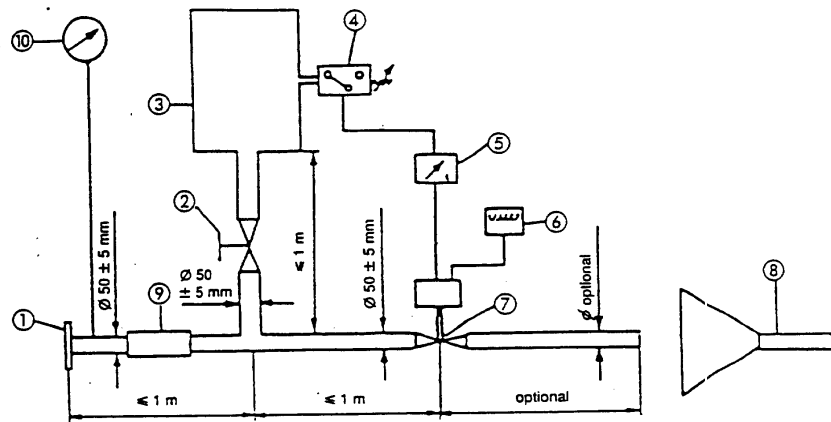 ⑩
④
③
⑤
②
⑥
≤ 1 m
Ø 50 ± 5 mm
Ø 50
± 5 mm
Ø 50 ± 5 mm
Ø optional
⑧
①
⑨
⑦
≤ 1 m
≤ 1 m
optional